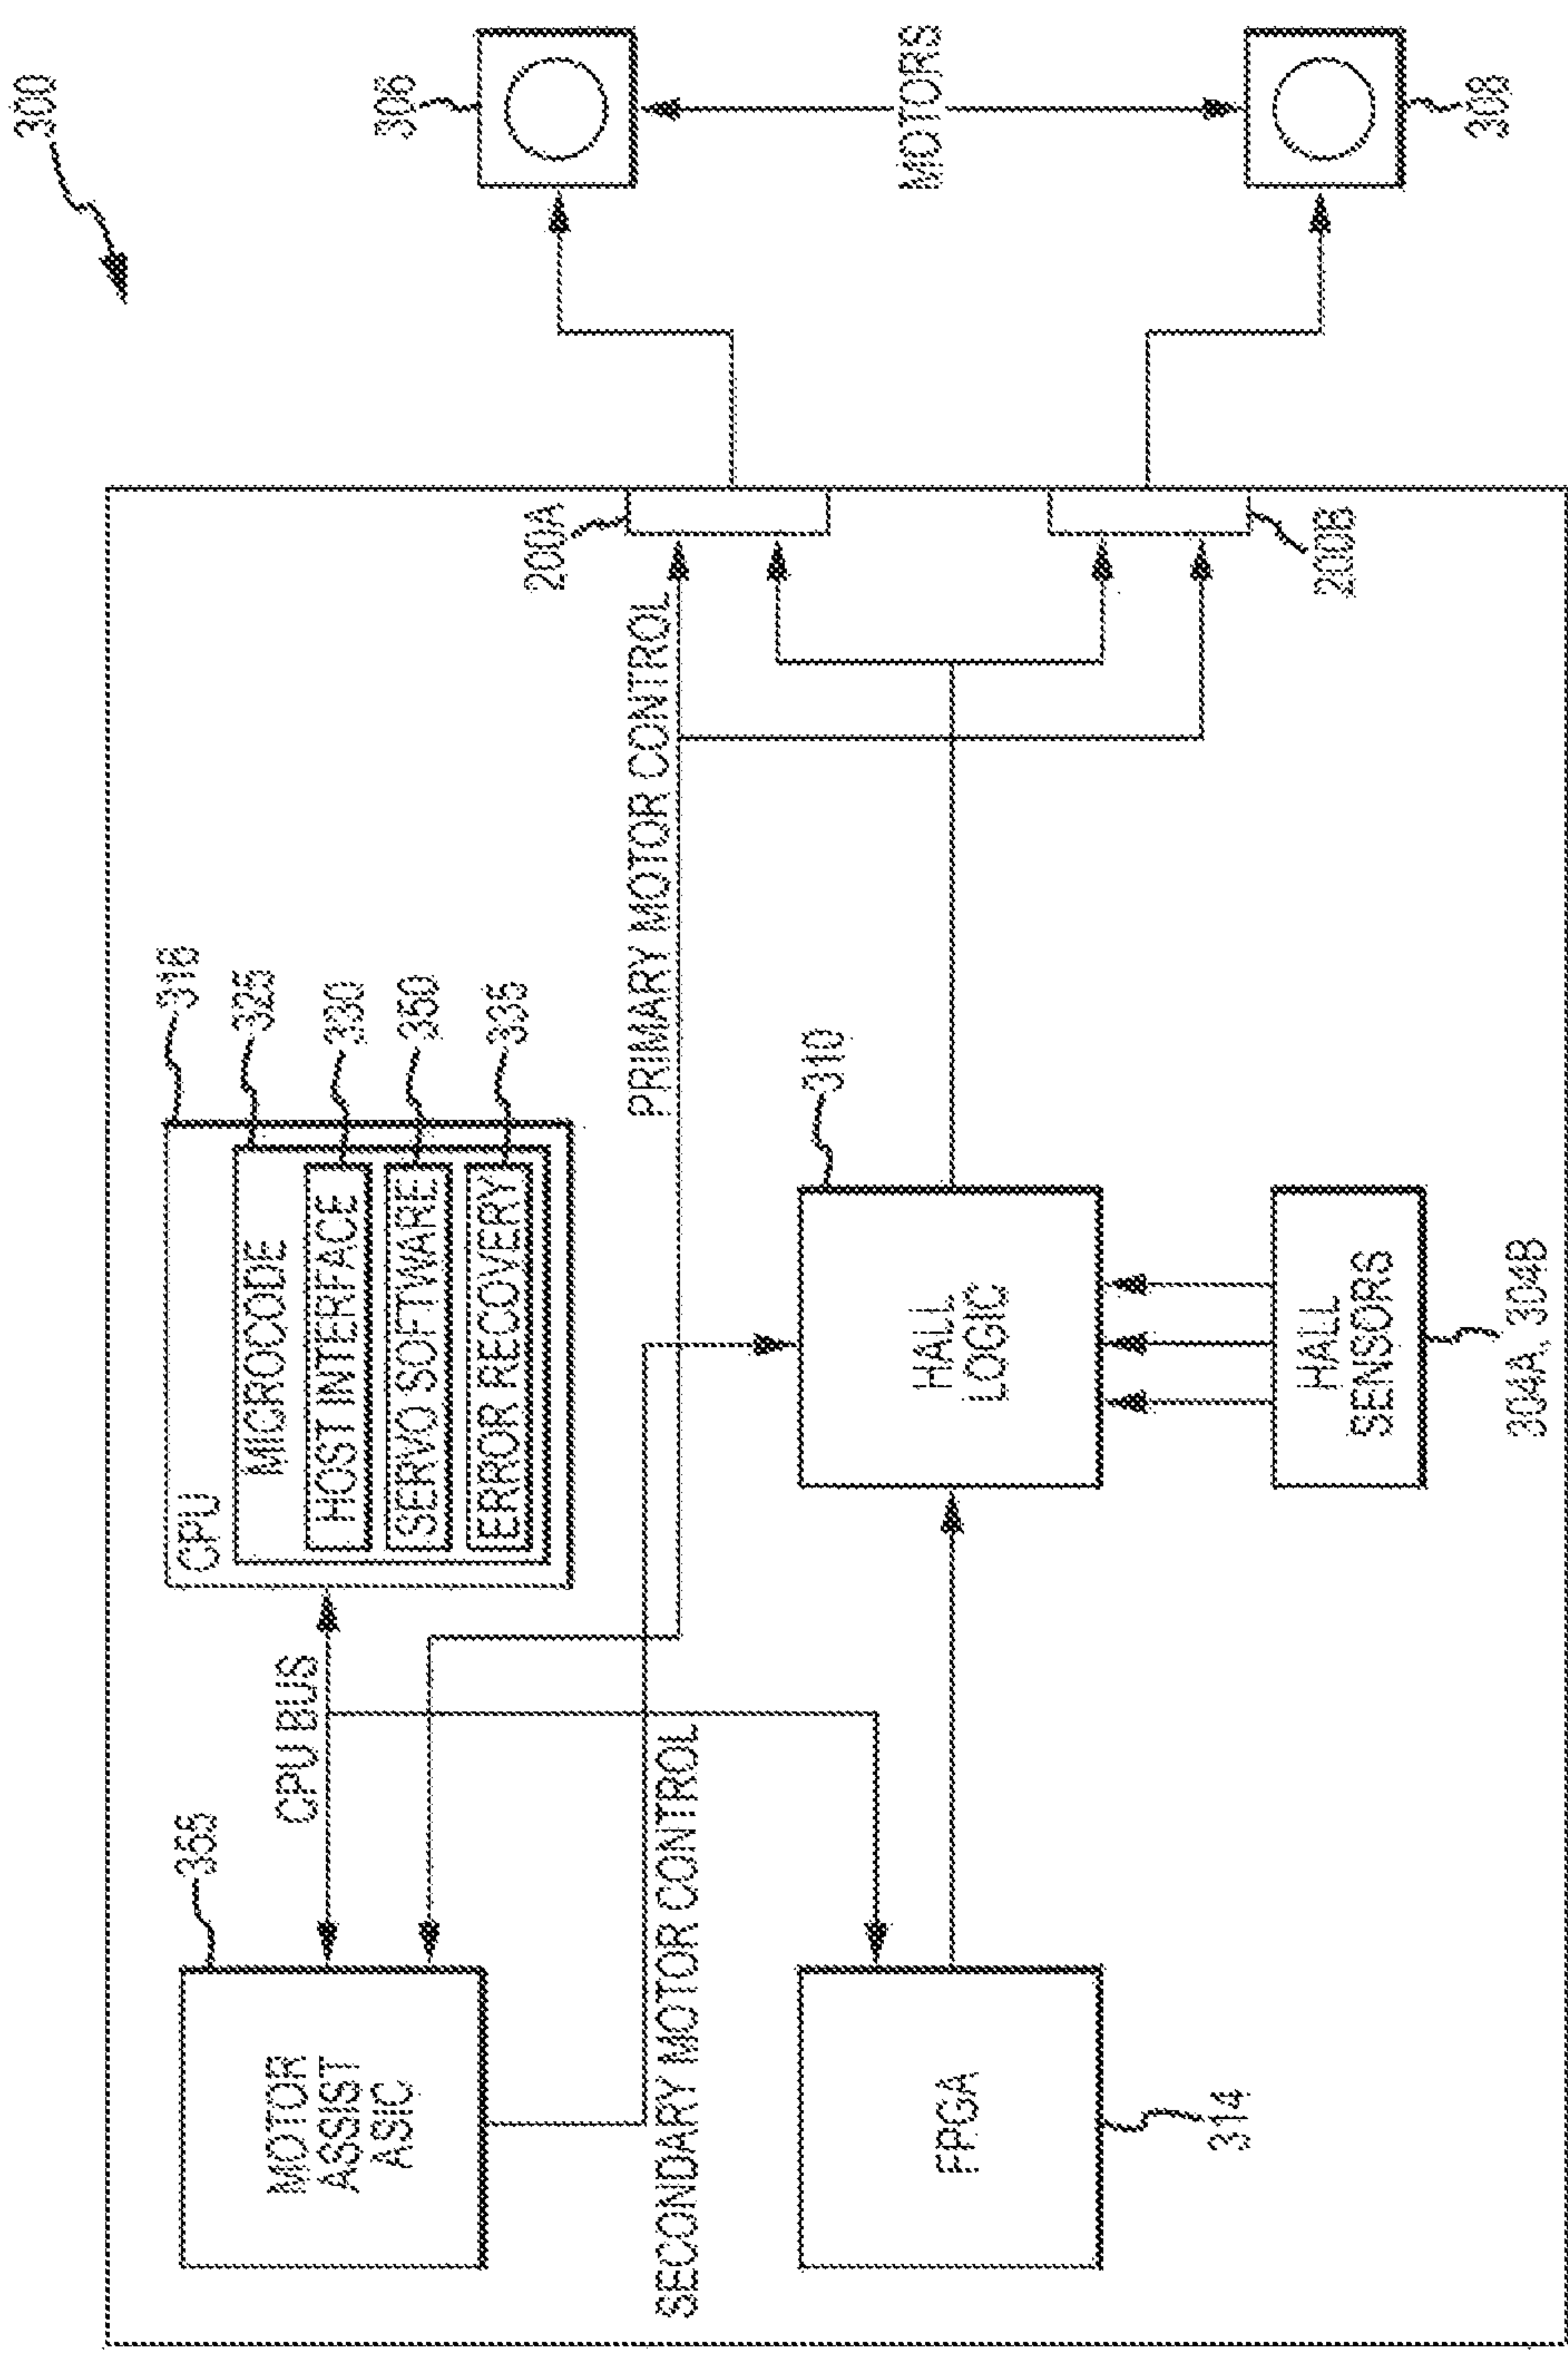 300
355
MOTOR
ASSIST
ASIC
CPU BUS
CPU
MICROCODE
HOST INTERFACE
SERVO SOFTWARE
ERROR RECOVERY
318
325
330
350
335
306
MOTORS
308
200A
200B
PRIMARY MOTOR CONTROL
SECONDARY MOTOR CONTROL
FPGA
314
HALL
LOGIC
310
HALL
SENSORS
304A, 304B